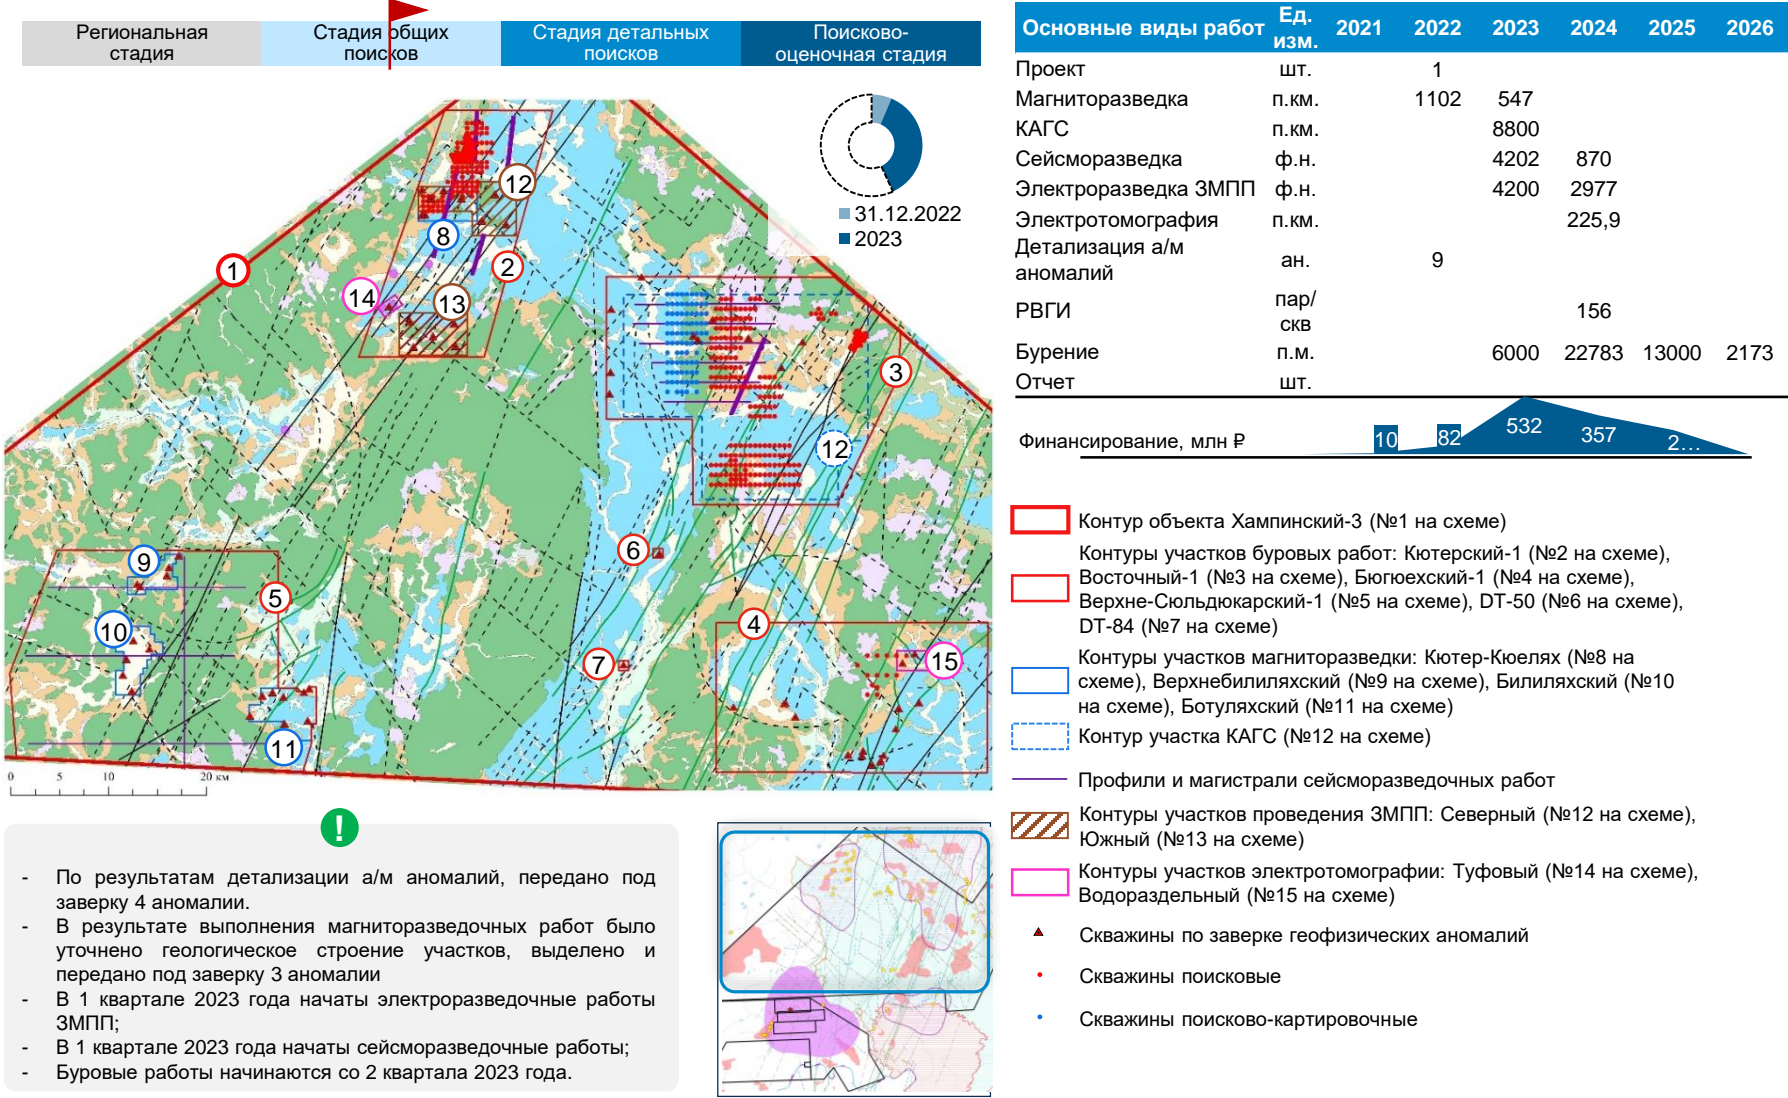 Региональная
стадия
Стадия общих
поисков
Стадия детальных
поисков
Поисково-
оценочная стадия
31.12.2022
2023
1
2
3
4
5
6
7
8
9
10
11
12
12
13
14
15
0 5 10 20 км
!
- По результатам детализации а/м аномалий, передано под
заверку 4 аномалии.
- В результате выполнения магниторазведочных работ было
уточнено геологическое строение участков, выделено и
передано под заверку 3 аномалии
- В 1 квартале 2023 года начаты электроразведочные работы
ЗМПП;
- В 1 квартале 2023 года начаты сейсморазведочные работы;
- Буровые работы начинаются со 2 квартала 2023 года.
Основные виды работ Ед. изм. 2021 2022 2023 2024 2025 2026
Проект шт. 1
Магниторазведка п.км. 1102 547
КАГС п.км. 8800
Сейсморазведка ф.н. 4202 870
Электроразведка ЗМПП ф.н. 4200 2977
Электротомография п.км. 225,9
Детализация а/м
аномалий ан. 9
РВГИ пар/
скв 156
Бурение п.м. 6000 22783 13000 2173
Отчет шт.
Финансирование, млн ₽ 10 82 532 357 2...
Контур объекта Хампинский-3 (№1 на схеме)
Контуры участков буровых работ: Кютерский-1 (№2 на схеме),
Восточный-1 (№3 на схеме), Бюгюехский-1 (№4 на схеме),
Верхне-Сюльдюкарский-1 (№5 на схеме), DT-50 (№6 на схеме),
DT-84 (№7 на схеме)
Контуры участков магниторазведки: Кютер-Кюелях (№8 на
схеме), Верхнебилиляхский (№9 на схеме), Билиляхский (№10
на схеме), Ботуляхский (№11 на схеме)
Контур участка КАГС (№12 на схеме)
Профили и магистрали сейсморазведочных работ
Контуры участков проведения ЗМПП: Северный (№12 на схеме),
Южный (№13 на схеме)
Контуры участков электротомографии: Туфовый (№14 на схеме),
Водораздельный (№15 на схеме)
Скважины по заверке геофизических аномалий
Скважины поисковые
Скважины поисково-картировочные